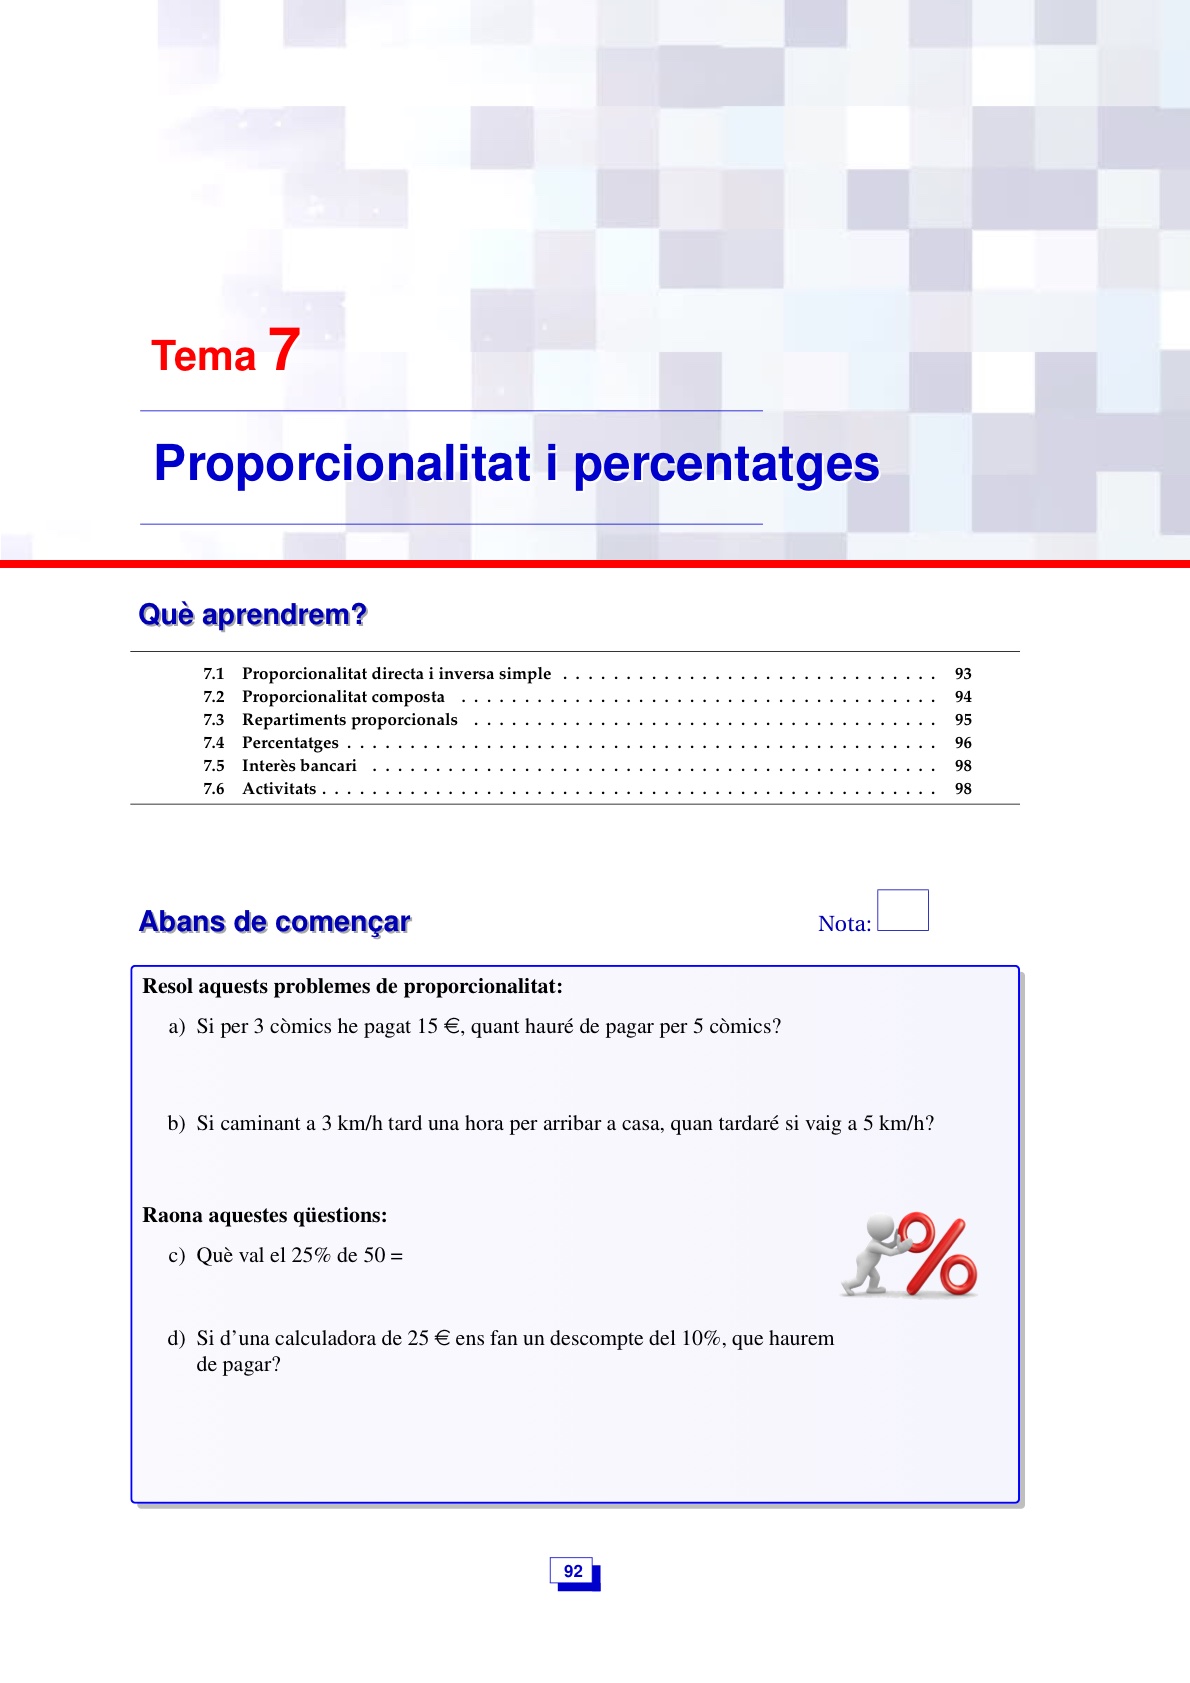 Tema 7
Proporcionalitat i percentatges
Què aprendrem?
7.1 Proporcionalitat directa i inversa simple . . . . . . . . . . . . . . . . . . . . . . . . . . . . . . 93
7.2 Proporcionalitat composta . . . . . . . . . . . . . . . . . . . . . . . . . . . . . . . . . . . . . . 94
7.3 Repartiments proporcionals . . . . . . . . . . . . . . . . . . . . . . . . . . . . . . . . . . . . . 95
7.4 Percentatges . . . . . . . . . . . . . . . . . . . . . . . . . . . . . . . . . . . . . . . . . . . . . . . 96
7.5 Interès bancari . . . . . . . . . . . . . . . . . . . . . . . . . . . . . . . . . . . . . . . . . . . . . 98
7.6 Activitats . . . . . . . . . . . . . . . . . . . . . . . . . . . . . . . . . . . . . . . . . . . . . . . . . 98
Abans de començar
Nota:
Resol aquests problemes de proporcionalitat:
a) Si per 3 còmics he pagat 15 €, quant hauré de pagar per 5 còmics?
b) Si caminant a 3 km/h tard una hora per arribar a casa, quan tardaré si vaig a 5 km/h?
Raona aquestes qüestions:
c) Què val el 25% de 50 =
d) Si d'una calculadora de 25 € ens fan un descompte del 10%, que haurem
de pagar?
%
92